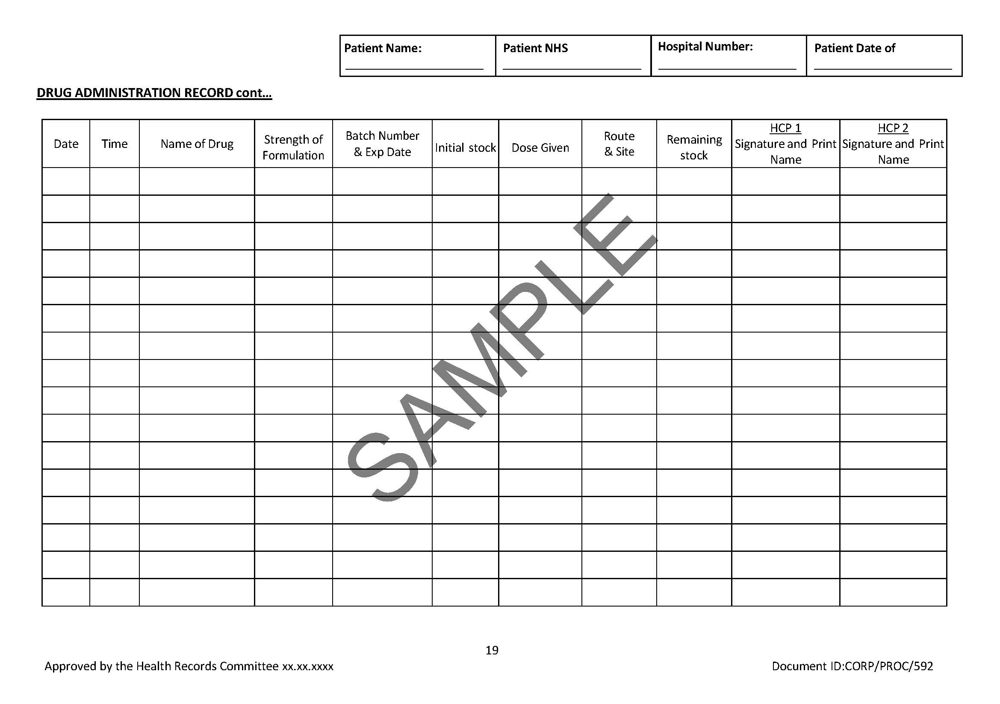 Patient Name:
Patient NHS
Hospital Number:
Patient Date of
DRUG ADMINISTRATION RECORD cont...
Date
Time
Name of Drug
Strength of
Formulation
Batch Number
& Exp Date
Initial stock
Dose Given
Route
& Site
Remaining
stock
HCP 1
Signature and Print
Name
HCP 2
Signature and Print
Name
SAMPLE
19
Approved by the Health Records Committee xx.xx.xxxx
Document ID:CORP/PROC/592